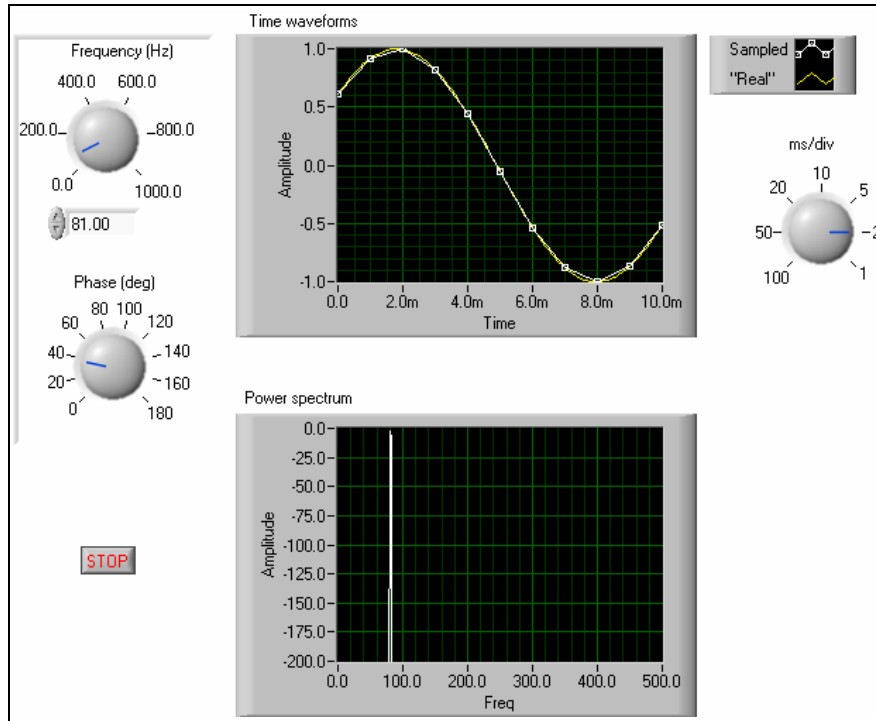 Frequency (Hz)
400.0 600.0
200.0 800.0
0.0 1000.0
81.00
Phase (deg)
80 100
60 120
40 140
20 160
0 180
STOP
Time waveforms
1.0
0.5
0.0
-0.5
-1.0
Amplitude
0.0 2.0m 4.0m 6.0m 8.0m 10.0m
Time
Sampled
"Real"
ms/div
10
20 5
50 2
100 1
Power spectrum
0.0
-25.0
-50.0
-75.0
-100.0
-125.0
-150.0
-175.0
-200.0
Amplitude
0.0 100.0 200.0 300.0 400.0 500.0
Freq